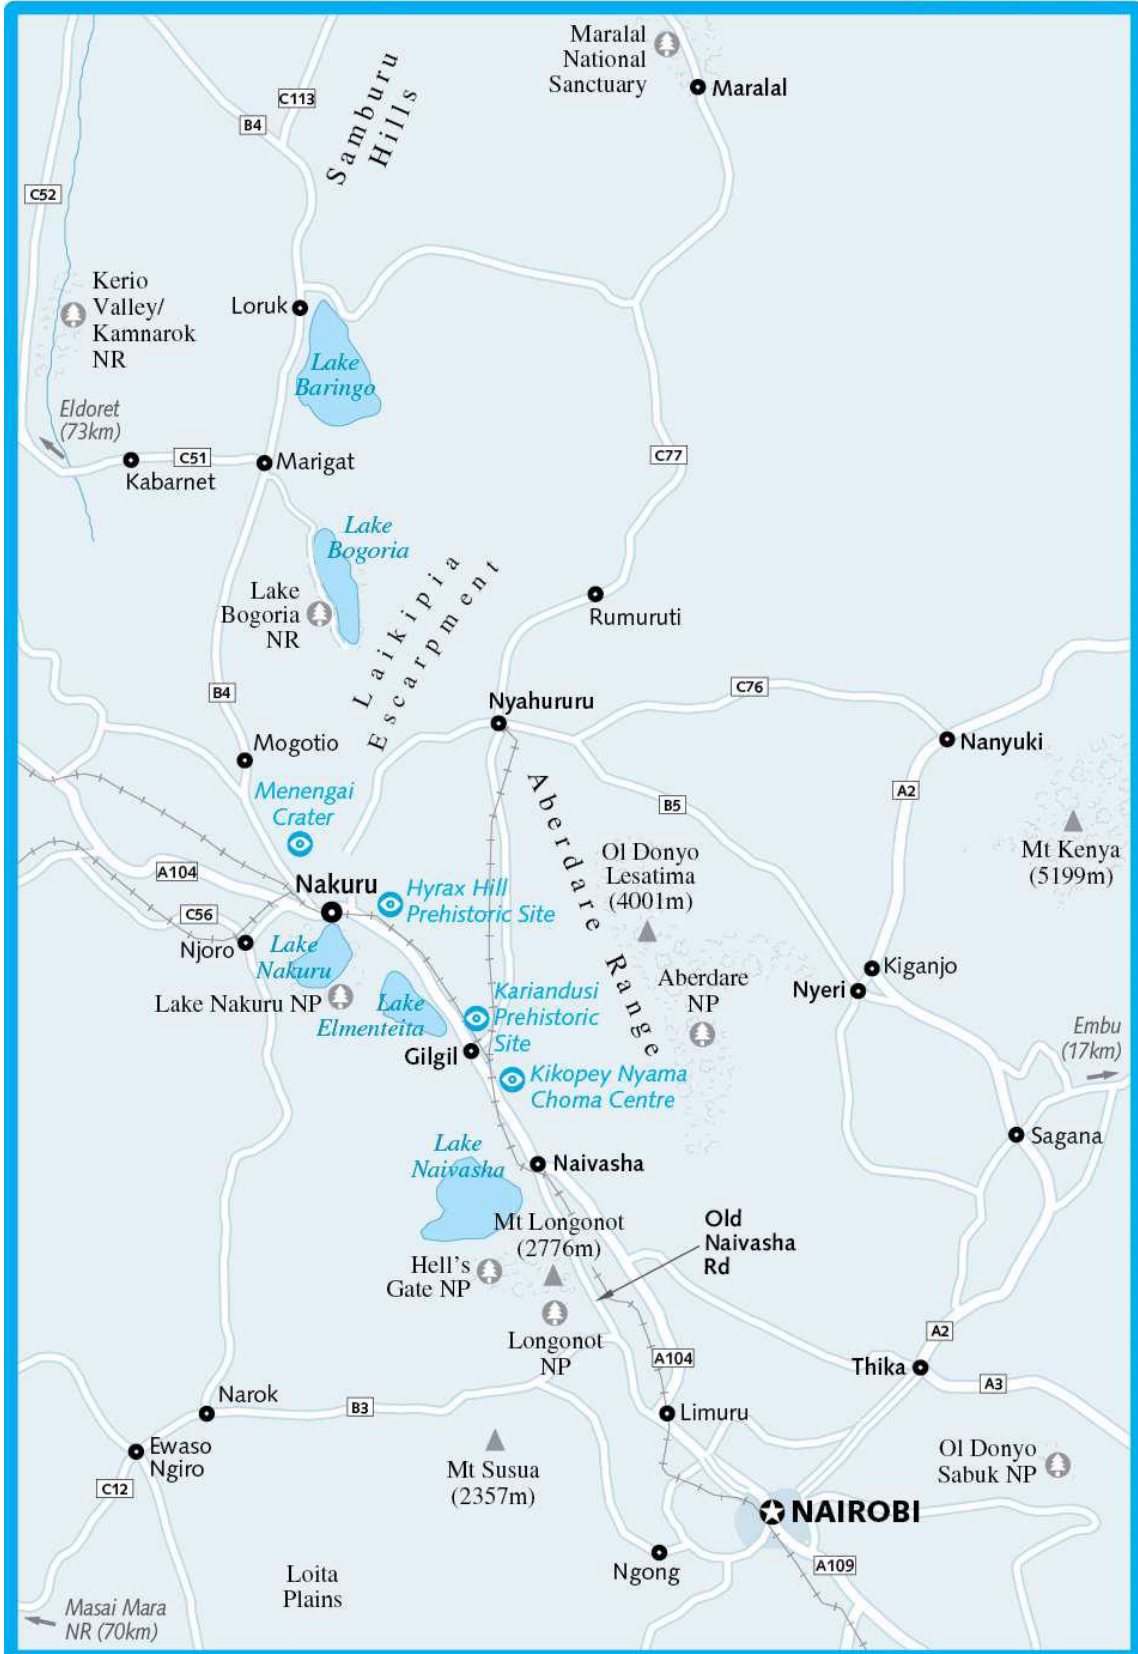 Maralal
National
Sanctuary
Maralal
C113
B4
Samburu
Hills
C52
Kerio
Valley/
Kamnarok
NR
Loruk
Lake
Baringo
Eldoret
(73km)
C51
Kabarnet
Marigat
C77
Lake
Bogoria
Lake
Bogoria
NR
Laikipia
Escarpment
Rumuruti
B4
C76
Nyahururu
Mogotio
Nanyuki
Menengai
Crater
Aberdare Range
B5
A2
Ol Donyo
Lesatima
(4001m)
Mt Kenya
(5199m)
A104
Nakuru
Hyrax Hill
Prehistoric Site
C56
Njoro
Lake
Nakuru
Kiganjo
Nyeri
Aberdare
NP
Lake Nakuru NP
Lake
Elmenteita
Kariandusi
Prehistoric
Site
Gilgil
Embu
(17km)
Kikopey Nyama
Choma Centre
Sagana
Lake
Naivasha
Naivasha
Mt Longonot
(2776m)
Old
Naivasha
Rd
Hell's
Gate NP
Longonot
NP
A2
A104
Thika
A3
Narok
B3
Limuru
Ewaso
Ngiro
C12
Mt Susua
(2357m)
Ol Donyo
Sabuk NP
NAIROBI
Ngong
A109
Loita
Plains
Masai Mara
NR (70km)